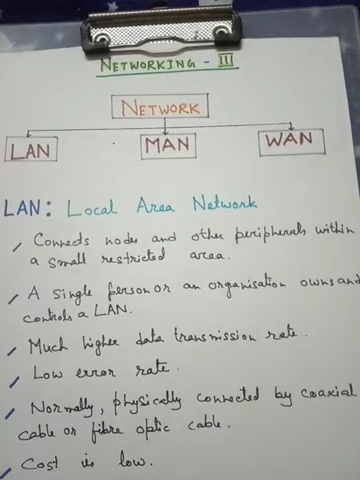 NETWORKING - III
NETWORK
LAN MAN WAN
LAN: Local Area Network
Connects nodes and other peripherals within
a small restricted area.
A single person or an organisation owns and
controls a LAN.
Much higher data transmission rate.
Low error rate.
Normally, physically connected by coaxial
cable or fibre optic cable.
Cost is low.